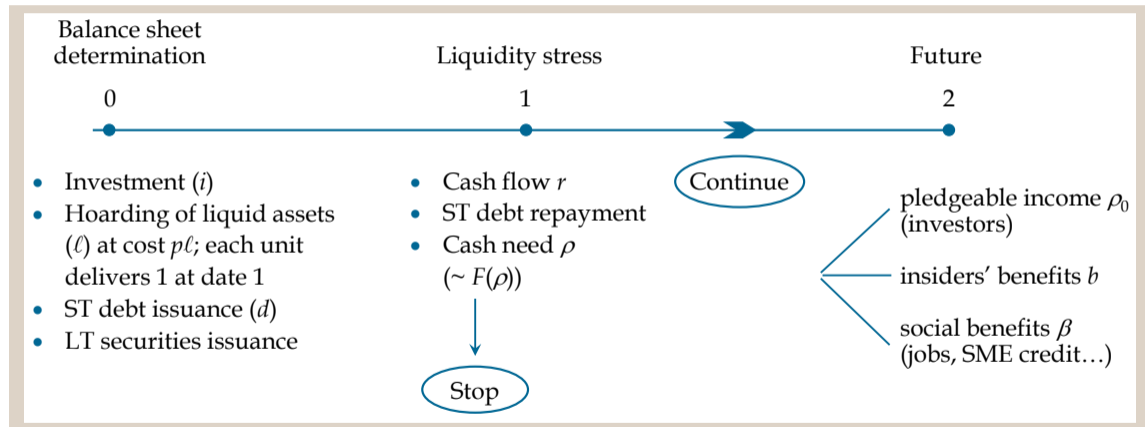 Balance sheet
determination
Liquidity stress
Future
0
1
2
• Investment (i)
• Hoarding of liquid assets
(ℓ) at cost pℓ; each unit
delivers 1 at date 1
• ST debt issuance (d)
• LT securities issuance
• Cash flow r
• ST debt repayment
• Cash need ρ
(~ F(ρ))
Stop
Continue
pledgeable income ρ₀
(investors)
insiders’ benefits b
social benefits β
(jobs, SME credit…)